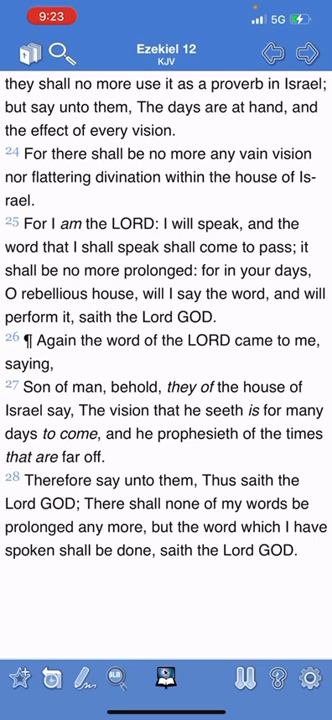 9:23
5G
Ezekiel 12
KJV
they shall no more use it as a proverb in Israel;
but say unto them, The days are at hand, and
the effect of every vision.
24 For there shall be no more any vain vision
nor flattering divination within the house of Is-
rael.
25 For I am the LORD: I will speak, and the
word that I shall speak shall come to pass; it
shall be no more prolonged: for in your days,
O rebellious house, will I say the word, and will
perform it, saith the Lord GOD.
26 ¶ Again the word of the LORD came to me,
saying,
27 Son of man, behold, they of the house of
Israel say, The vision that he seeth is for many
days to come, and he prophesieth of the times
that are far off.
28 Therefore say unto them, Thus saith the
Lord GOD; There shall none of my words be
prolonged any more, but the word which I have
spoken shall be done, saith the Lord GOD.